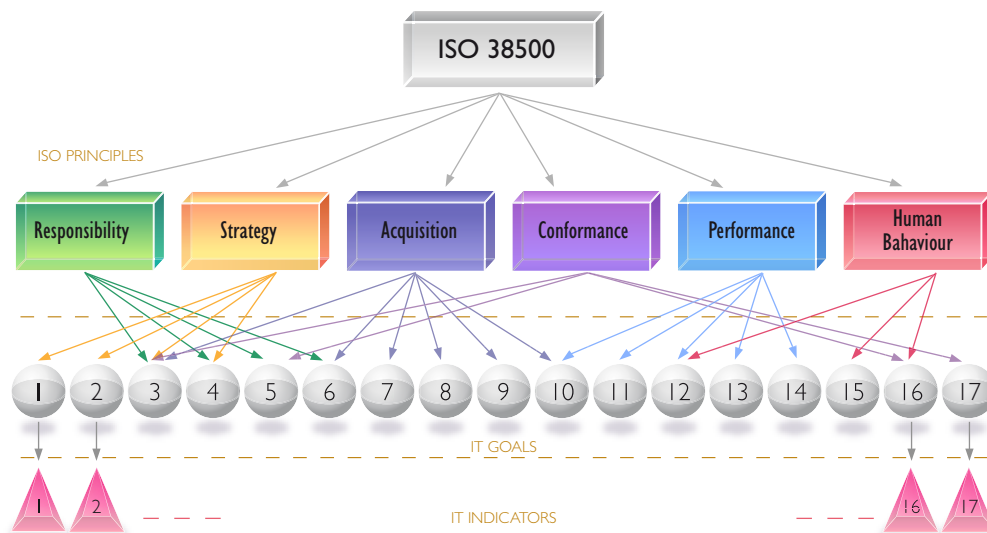 ISO 38500
ISO PRINCIPLES
Responsibility
Strategy
Acquisition
Conformance
Performance
Human
Bahaviour
1 2 3 4 5 6 7 8 9 10 11 12 13 14 15 16 17
IT GOALS
1 2 16 17
IT INDICATORS